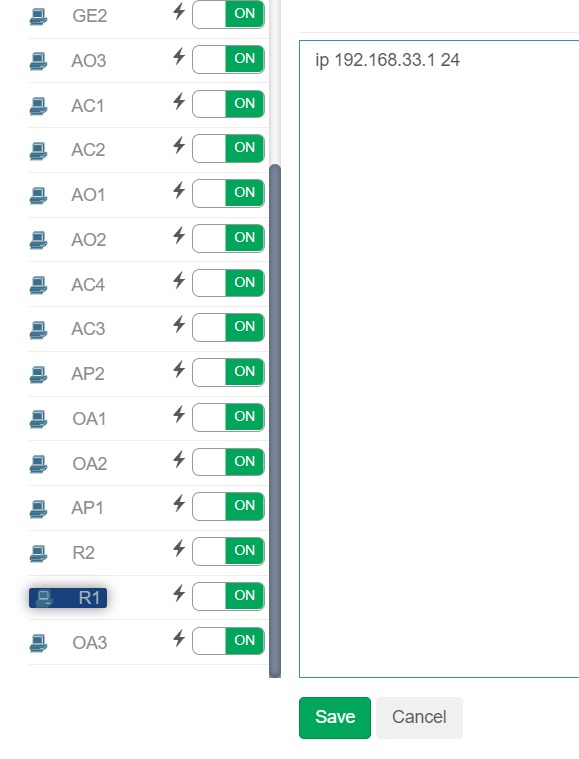 GE2 ON
AO3 ON
AC1 ON
AC2 ON
AO1 ON
AO2 ON
AC4 ON
AC3 ON
AP2 ON
OA1 ON
OA2 ON
AP1 ON
R2 ON
R1 ON
OA3 ON
ip 192.168.33.1 24
Save Cancel